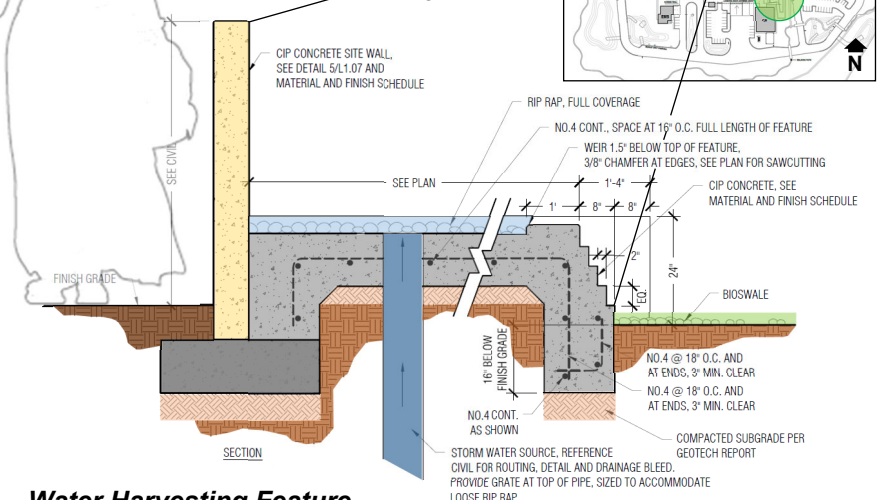 CIP CONCRETE SITE WALL,
SEE DETAIL 5/L1.07 AND
MATERIAL AND FINISH SCHEDULE
N
RIP RAP, FULL COVERAGE
NO.4 CONT., SPACE AT 16" O.C. FULL LENGTH OF FEATURE
WEIR 1.5" BELOW TOP OF FEATURE,
3/8" CHAMFER AT EDGES, SEE PLAN FOR SAWCUTTING
SEE CIVIL
SEE PLAN
1'-4"
CIP CONCRETE, SEE
MATERIAL AND FINISH SCHEDULE
1'
8"
8"
2"
24"
FINISH GRADE
EQ.
BIOSWALE
16" BELOW
FINISH GRADE
NO.4 @ 18" O.C. AND
AT ENDS, 3" MIN. CLEAR
NO.4 @ 18" O.C. AND
AT ENDS, 3" MIN. CLEAR
NO.4 CONT.
AS SHOWN
COMPACTED SUBGRADE PER
GEOTECH REPORT
SECTION
STORM WATER SOURCE, REFERENCE
CIVIL FOR ROUTING, DETAIL AND DRAINAGE BLEED.
PROVIDE GRATE AT TOP OF PIPE, SIZED TO ACCOMMODATE
LOOSE RIP RAP
Water Harvesting Feature